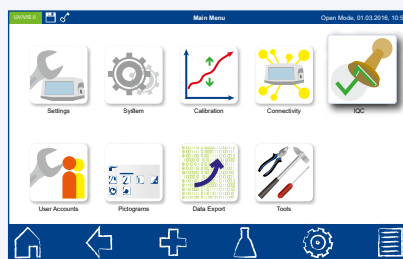 UV/VIS II
Main Menu
Open Mode, 01.03.2016, 10:5
Settings
System
Calibration
Connectivity
IQC
User Accounts
Pictograms
Data Export
Tools